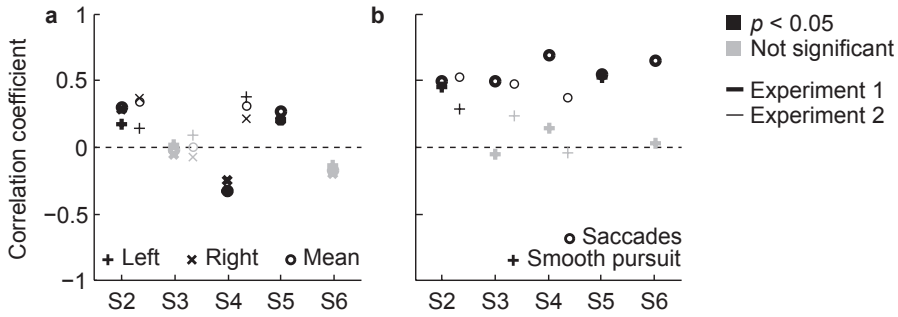 a
b
Correlation coefficient
1
0.5
0
−0.5
−1
+ Left × Right o Mean
S2 S3 S4 S5 S6
o Saccades
+ Smooth pursuit
S2 S3 S4 S5 S6
p < 0.05
Not significant
Experiment 1
Experiment 2